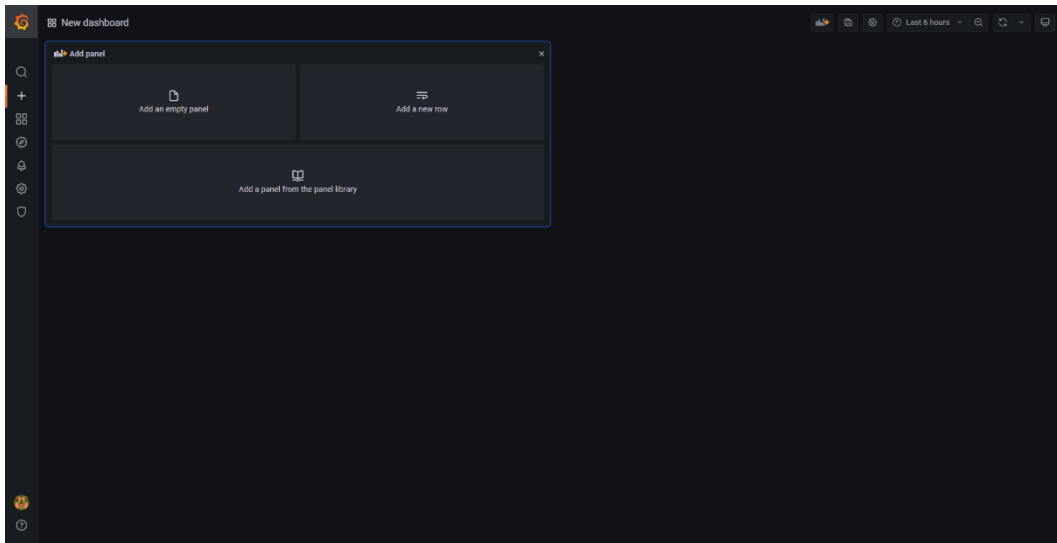 New dashboard
Last 6 hours
Add panel
Add an empty panel
Add a new row
Add a panel from the panel library